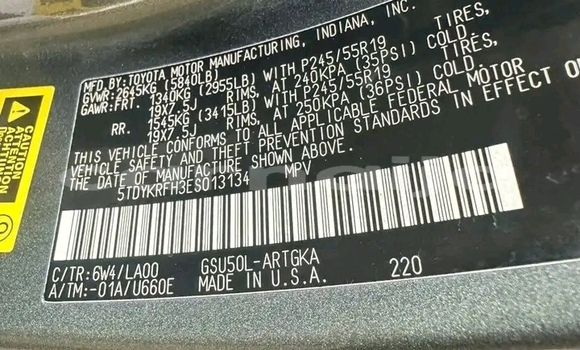 MFD.BY:TOYOTA MOTOR MANUFACTURING, INDIANA, INC.
GVWR:2645KG (5840LB)
GAWR:FRT. 1340KG (2955LB) WITH P245/55R19 TIRES,
19X7.5J RIMS, AT 240KPA (35PSI) COLD.
RR. 1545KG (3415LB) WITH P245/55R19 TIRES,
19X7.5J RIMS, AT 250KPA (36PSI) COLD.
THIS VEHICLE CONFORMS TO ALL APPLICABLE FEDERAL MOTOR
VEHICLE SAFETY AND THEFT PREVENTION STANDARDS IN EFFECT O
THE DATE OF MANUFACTURE SHOWN ABOVE.
5TDYKRFH3ES013134 MPV
C/TR:6W4/LA00 GSU50L-ARTGKA
A/TM:-01A/U660E MADE IN U.S.A. 220
ATTENTION